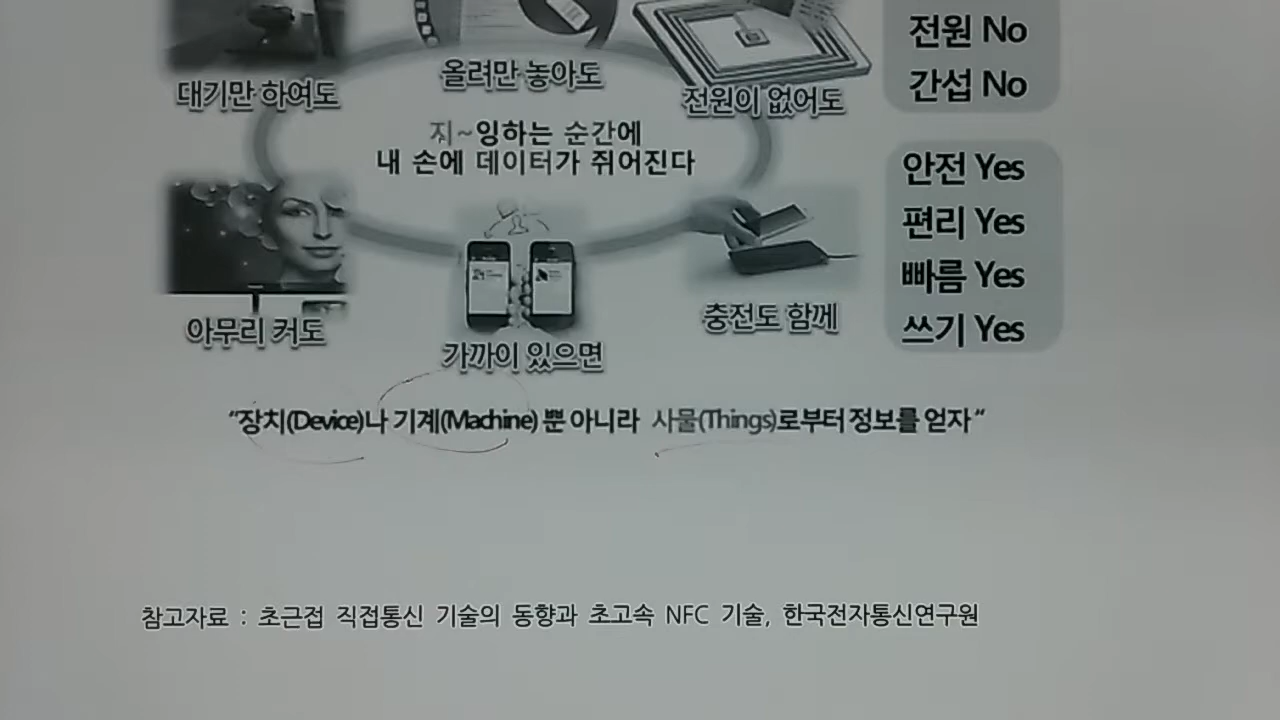 전원 No
간섭 No
대기만 하여도
올려만 놓아도
전원이 없어도
지~잉하는 순간에
내 손에 데이터가 쥐어진다
안전 Yes
편리 Yes
빠름 Yes
쓰기 Yes
아무리 커도
가까이 있으면
충전도 함께
“장치(Device)나 기계(Machine) 뿐 아니라 사물(Things)로부터 정보를 얻자“
참고자료 : 초근접 직접통신 기술의 동향과 초고속 NFC 기술, 한국전자통신연구원